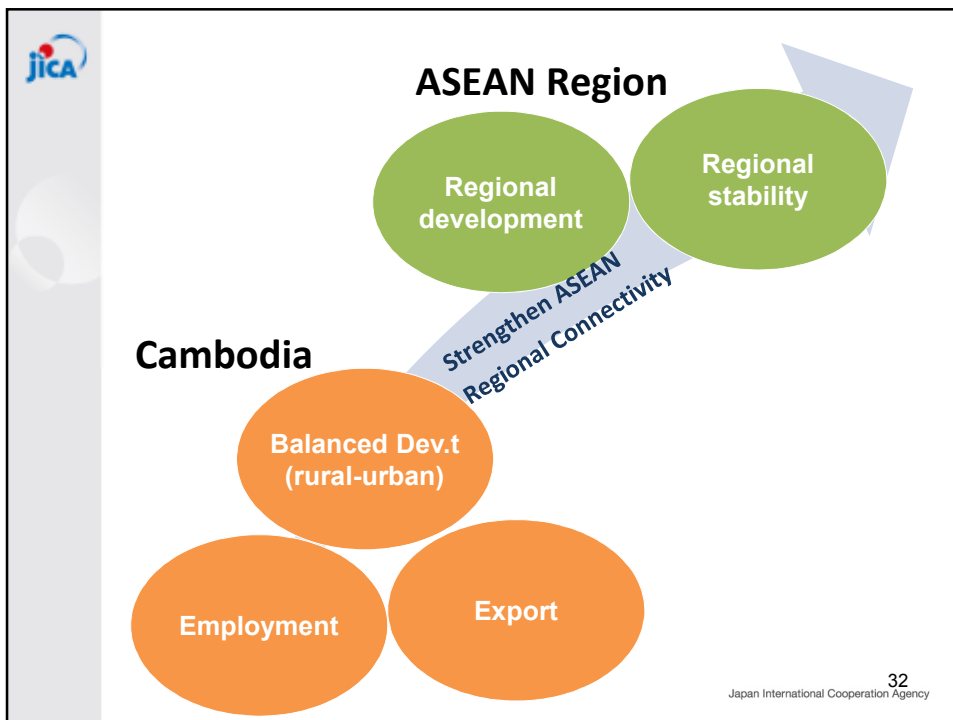 jICA
ASEAN Region
Regional
development
Regional
stability
Strengthen ASEAN
Regional Connectivity
Cambodia
Balanced Dev.t
(rural-urban)
Employment
Export
32
Japan International Cooperation Agency